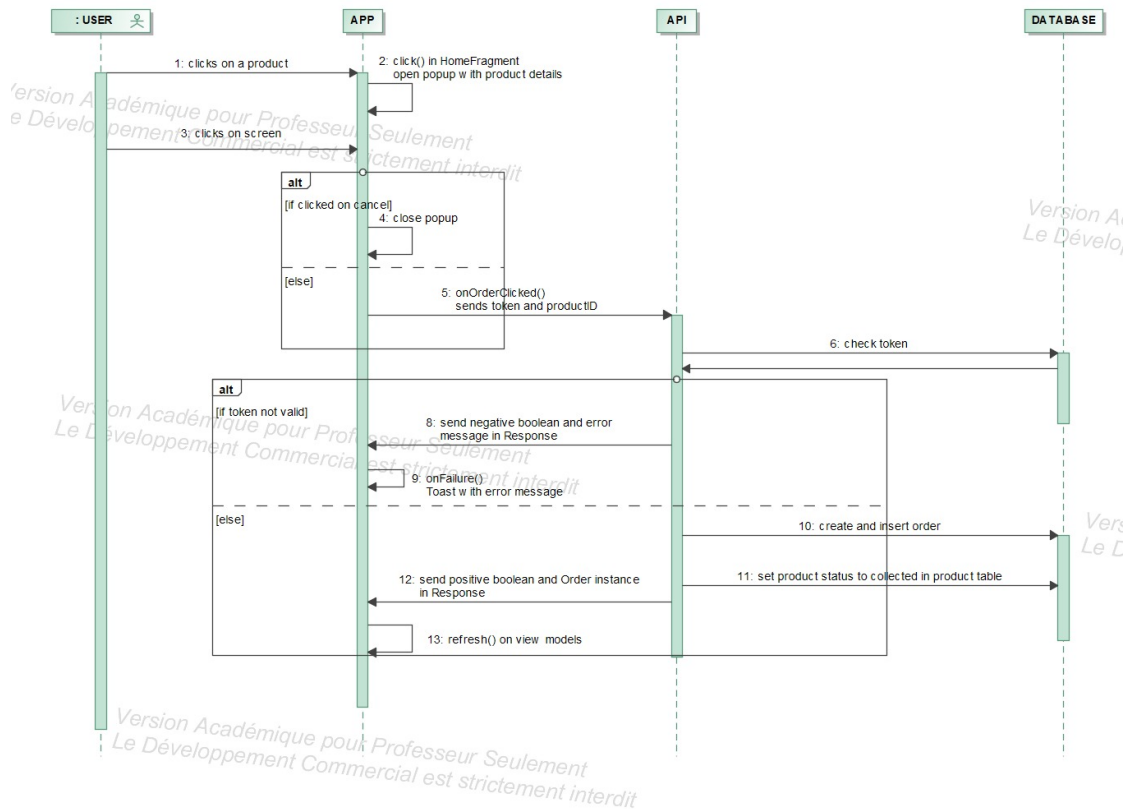 : USER
APP
API
DATABASE
1: clicks on a product
2: click() in HomeFragment
open popup with product details
Version Académique pour Professeur Seulement
Le Développement Commercial est strictement interdit
3: clicks on screen
alt
[if clicked on cancel]
4: close popup
Version A
Le Dévelop
[else]
5: onOrderClicked()
sends token and productID
6: check token
alt
[if token not valid]
8: send negative boolean and error
message in Response
Version Académique pour Professeur Seulement
Le Développement Commercial est strictement interdit
9: onFailure()
Toast with error message
[else]
10: create and insert order
Vers
Le D
11: set product status to collected in product table
12: send positive boolean and Order instance
in Response
13: refresh() on view models
Version Académique pour Professeur Seulement
Le Développement Commercial est strictement interdit